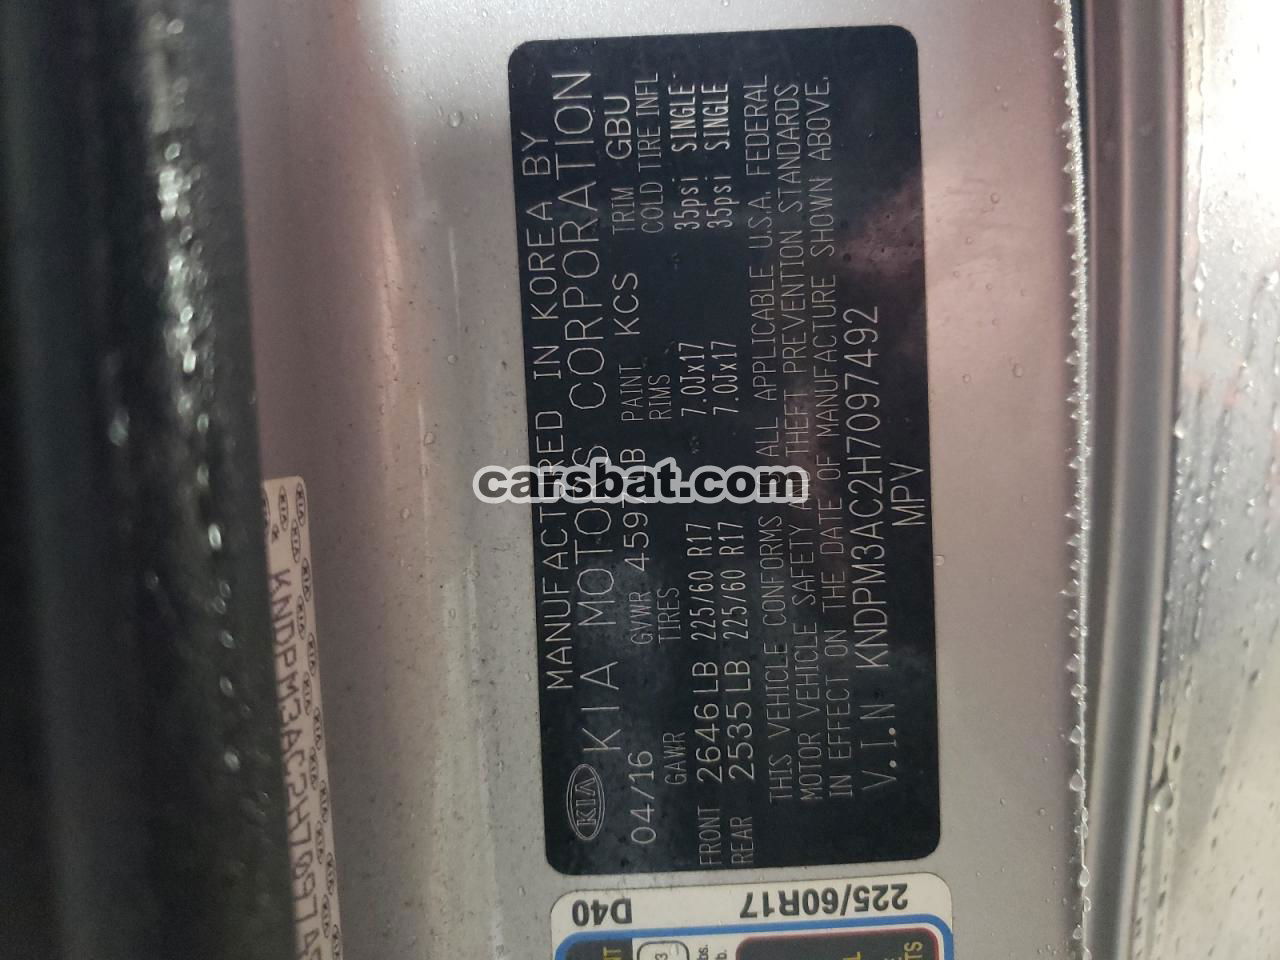 MANUFACTURED IN KOREA BY
KIA KIA MOTORS CORPORATION
04/16 GVWR 4597LB PAINT KCS TRIM GBU
GAWR TIRES RIMS COLD TIRE INFL
FRONT 2646LB 225/60 R17 7.0Jx17 35psi SINGLE
REAR 2535LB 225/60 R17 7.0Jx17 35psi SINGLE
THIS VEHICLE CONFORMS TO ALL APPLICABLE U.S.A. FEDERAL
MOTOR VEHICLE SAFETY AND THEFT PREVENTION STANDARDS
IN EFFECT ON THE DATE OF MANUFACTURE SHOWN ABOVE.
V.I.N KNDPM3AC2H7097492
MPV
carsbat.com
KNDPM3AC2H7097
D40
225/60R17